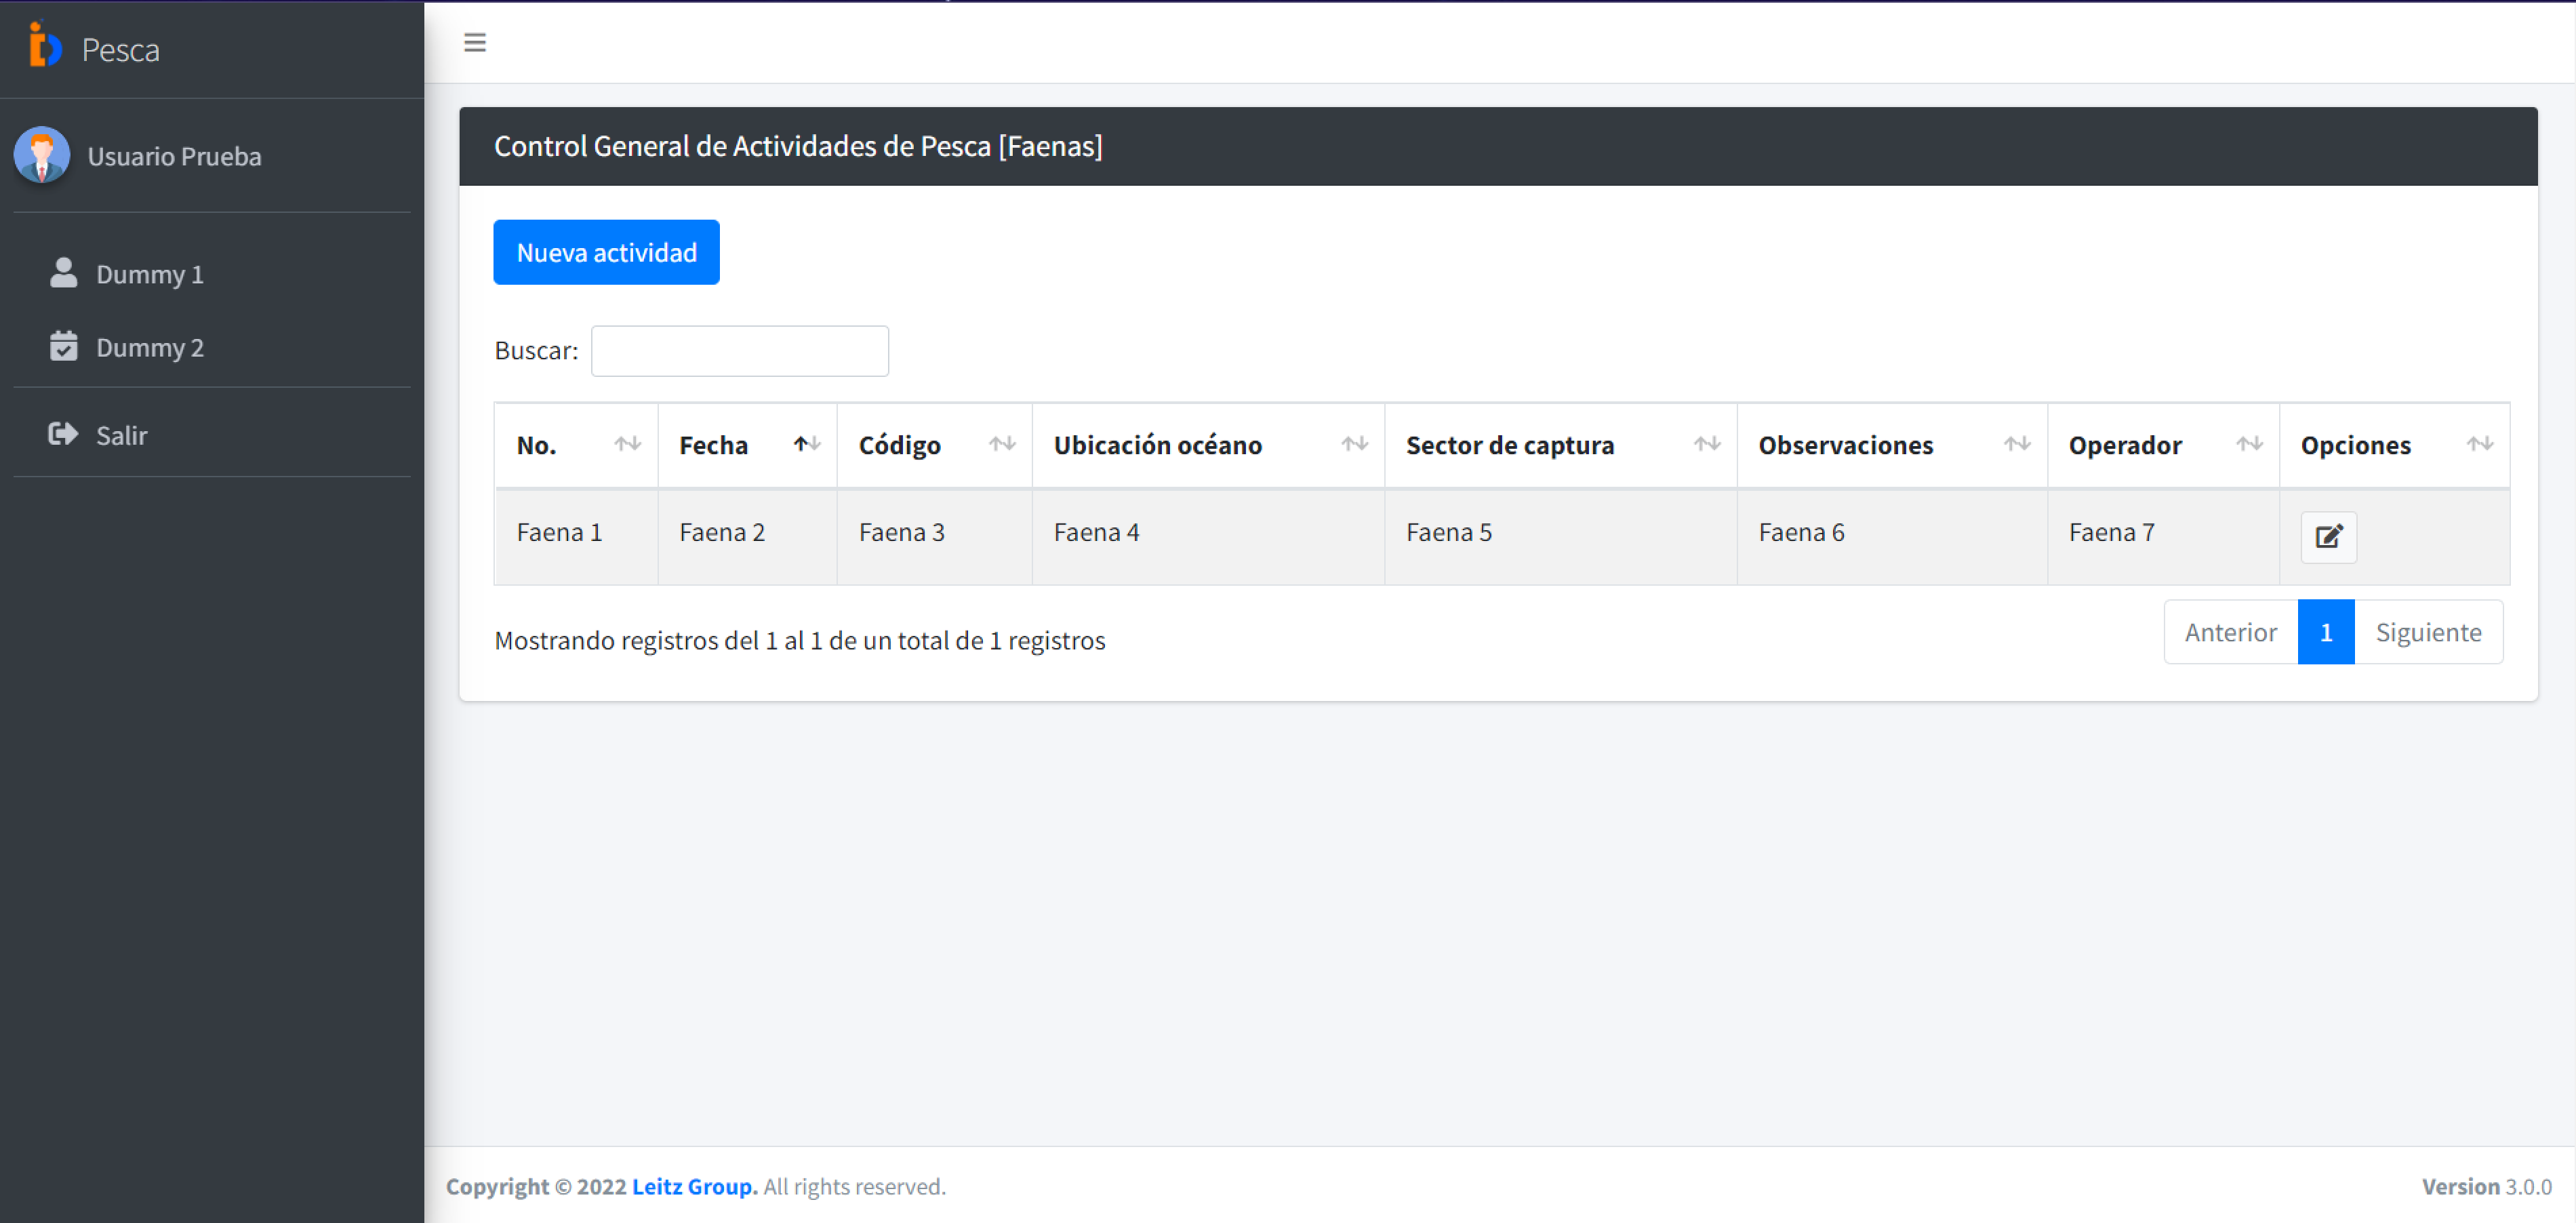 Pesca
Usuario Prueba
Dummy 1
Dummy 2
Salir
Control General de Actividades de Pesca [Faenas]
Nueva actividad
Buscar:
No. Fecha Código Ubicación océano Sector de captura Observaciones Operador Opciones
Faena 1 Faena 2 Faena 3 Faena 4 Faena 5 Faena 6 Faena 7
Mostrando registros del 1 al 1 de un total de 1 registros
Anterior 1 Siguiente
Copyright © 2022 Leitz Group. All rights reserved.
Version 3.0.0